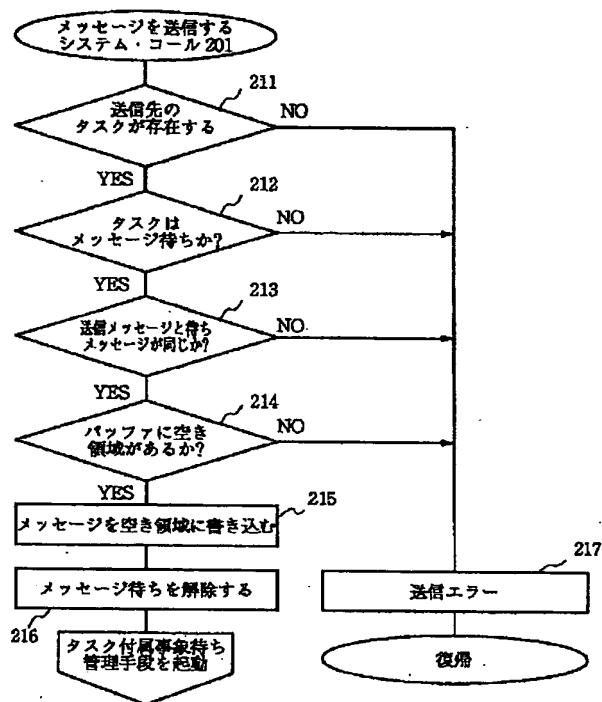 メッセージを送信する
システム・コール201
211
送信先の
タスクが存在する
NO
YES
212
タスクは
メッセージ待ちか?
NO
YES
213
送信メッセージと待ち
メッセージが同じか?
NO
YES
214
バッファに空き
領域があるか?
NO
YES
215
メッセージを空き領域に書き込む
217
メッセージ待ちを解除する
送信エラー
216
タスク付属事象待ち
管理手段を起動
復帰